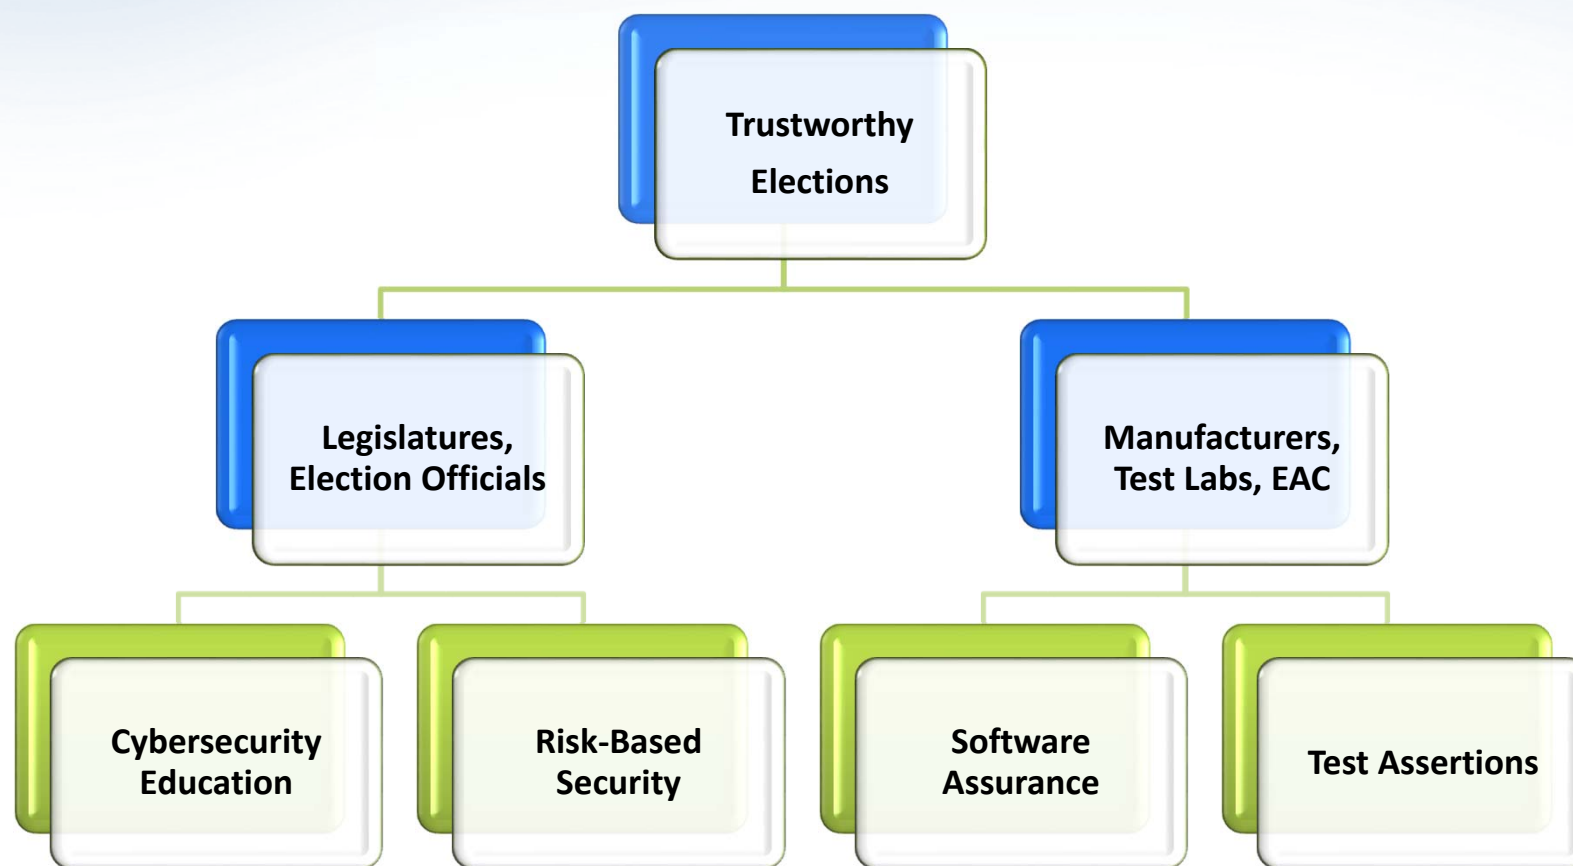 Trustworthy
Elections
Legislatures,
Election Officials
Manufacturers,
Test Labs, EAC
Cybersecurity
Education
Risk-Based
Security
Software
Assurance
Test Assertions